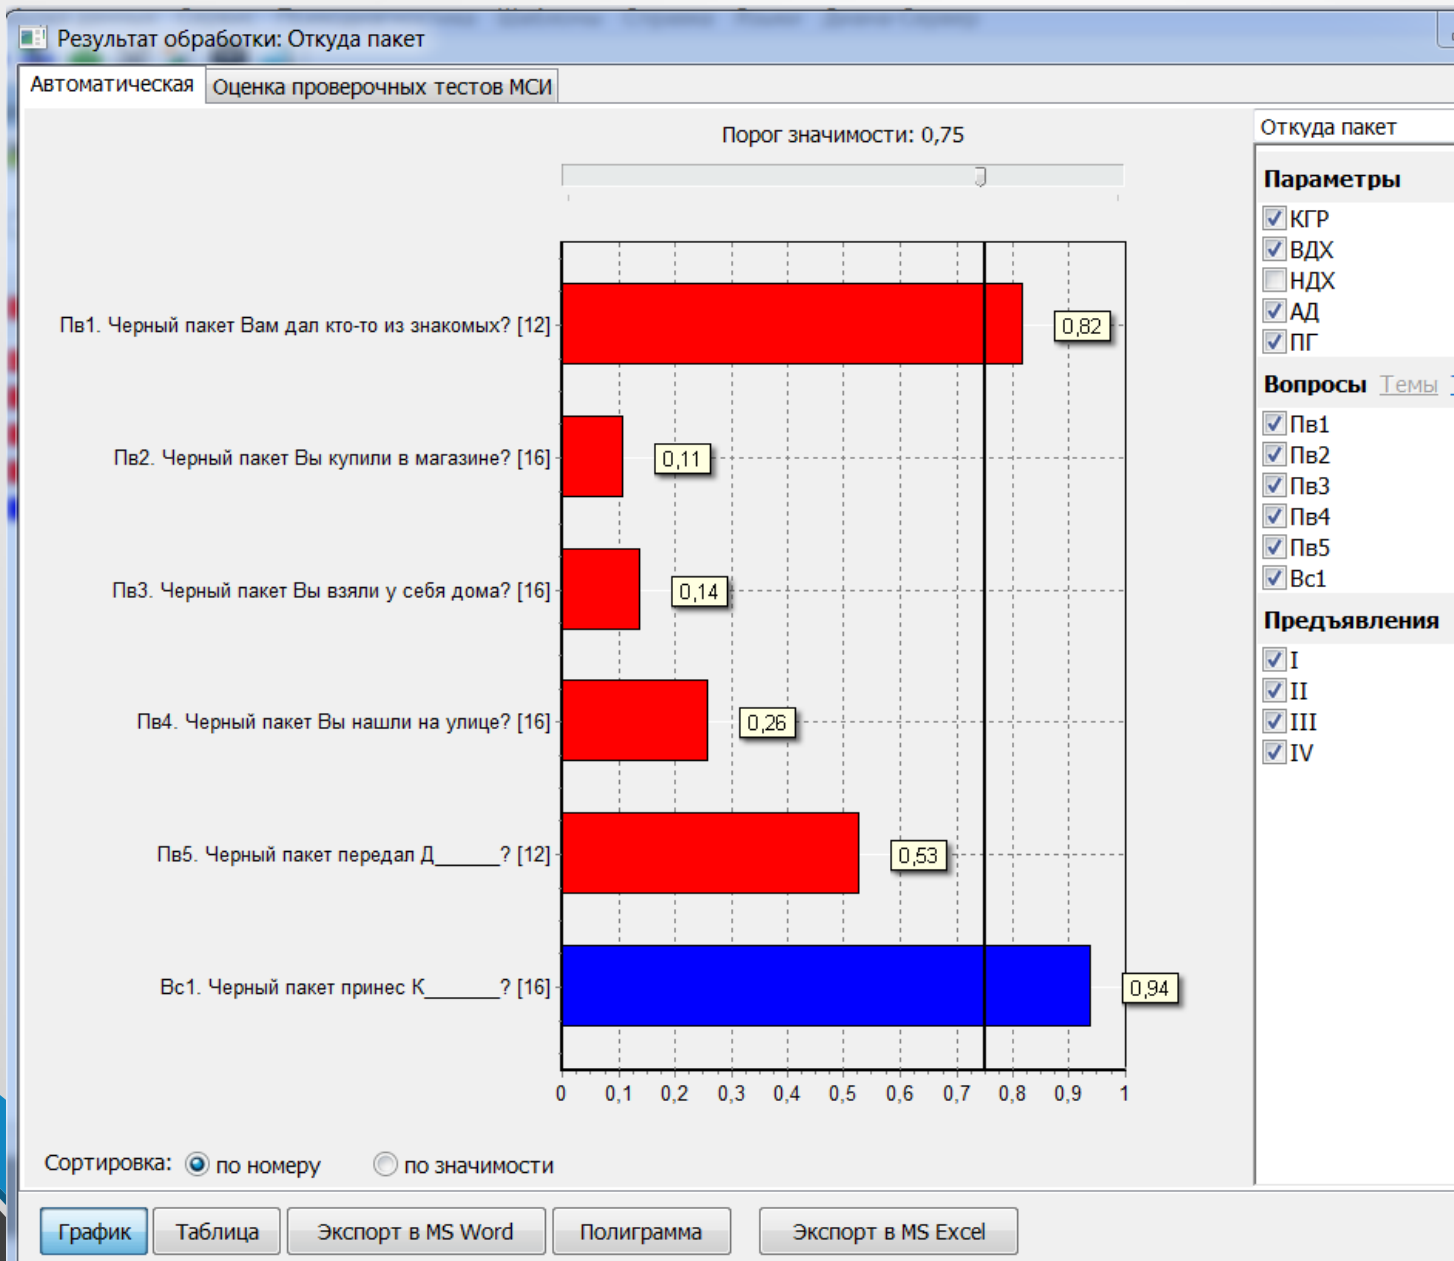 Результат обработки: Откуда пакет
Автоматическая
Оценка проверочных тестов МСИ
Порог значимости: 0,75
Пв1. Черный пакет Вам дал кто-то из знакомых? [12]
0,82
Пв2. Черный пакет Вы купили в магазине? [16]
0,11
Пв3. Черный пакет Вы взяли у себя дома? [16]
0,14
Пв4. Черный пакет Вы нашли на улице? [16]
0,26
Пв5. Черный пакет передал Д______? [12]
0,53
Вс1. Черный пакет принес К_______? [16]
0,94
0 0,1 0,2 0,3 0,4 0,5 0,6 0,7 0,8 0,9 1
Сортировка: по номеру по значимости
График
Таблица
Экспорт в MS Word
Полиграмма
Экспорт в MS Excel
Откуда пакет
Параметры
КГР
ВДХ
НДХ
АД
ПГ
Вопросы Темы
Пв1
Пв2
Пв3
Пв4
Пв5
Вс1
Предъявления
I
II
III
IV